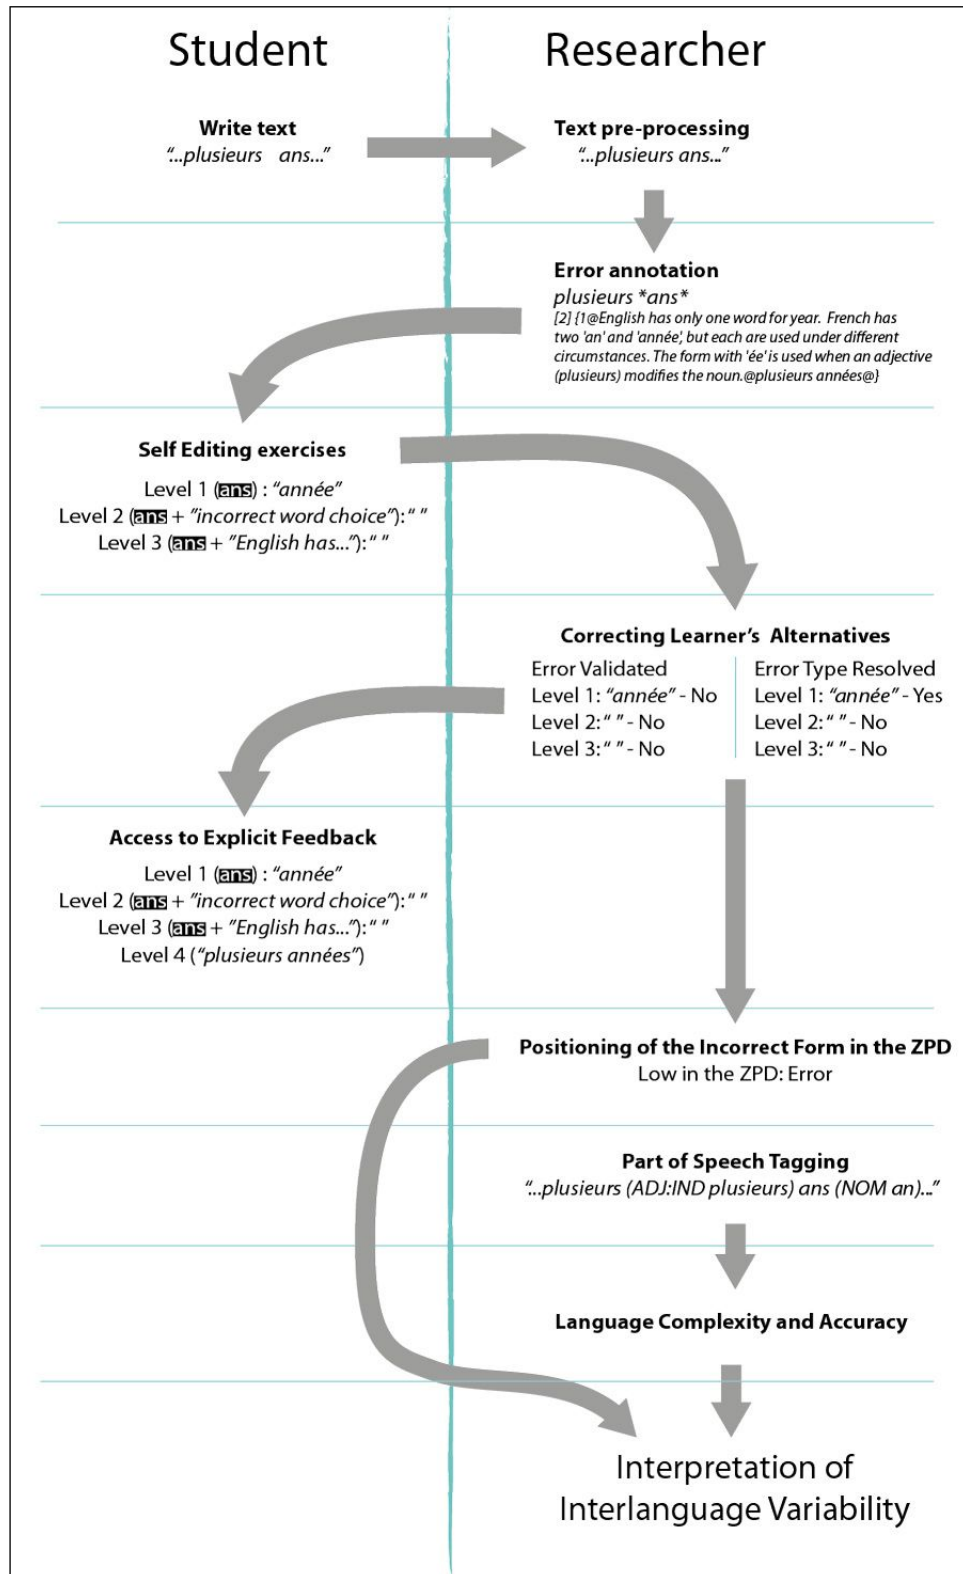 Student
Researcher
Write text
"...plusieurs   ans..."
Text pre-processing
"...plusieurs ans..."
Error annotation
plusieurs *ans*
[2] {1@English has only one word for year.  French has
two 'an' and 'année', but each are used under different
circumstances. The form with 'ée' is used when an adjective
(plusieurs) modifies the noun.@plusieurs années@}
Self Editing exercises
Level 1 (ans) : "année"
Level 2 (ans + "incorrect word choice"): " "
Level 3 (ans + "English has..."): " "
Correcting Learner's  Alternatives
Error Validated
Level 1: "année" - No
Level 2: " " - No
Level 3: " " - No
Error Type Resolved
Level 1: "année" - Yes
Level 2: " " - No
Level 3: " " - No
Access to Explicit Feedback
Level 1 (ans) : "année"
Level 2 (ans + "incorrect word choice"): " "
Level 3 (ans + "English has..."): " "
Level 4 ("plusieurs années")
Positioning of the Incorrect Form in the ZPD
Low in the ZPD: Error
Part of Speech Tagging
"...plusieurs (ADJ:IND plusieurs) ans (NOM an)..."
Language Complexity and Accuracy
Interpretation of
Interlanguage Variability